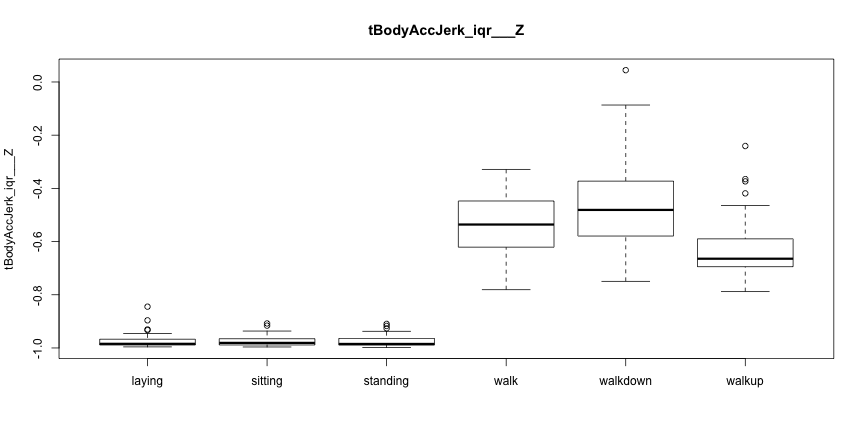 tBodyAccJerk_iqr___Z
tBodyAccJerk_iqr___Z
0.0
-0.2
-0.4
-0.6
-0.8
-1.0
laying sitting standing walk walkdown walkup